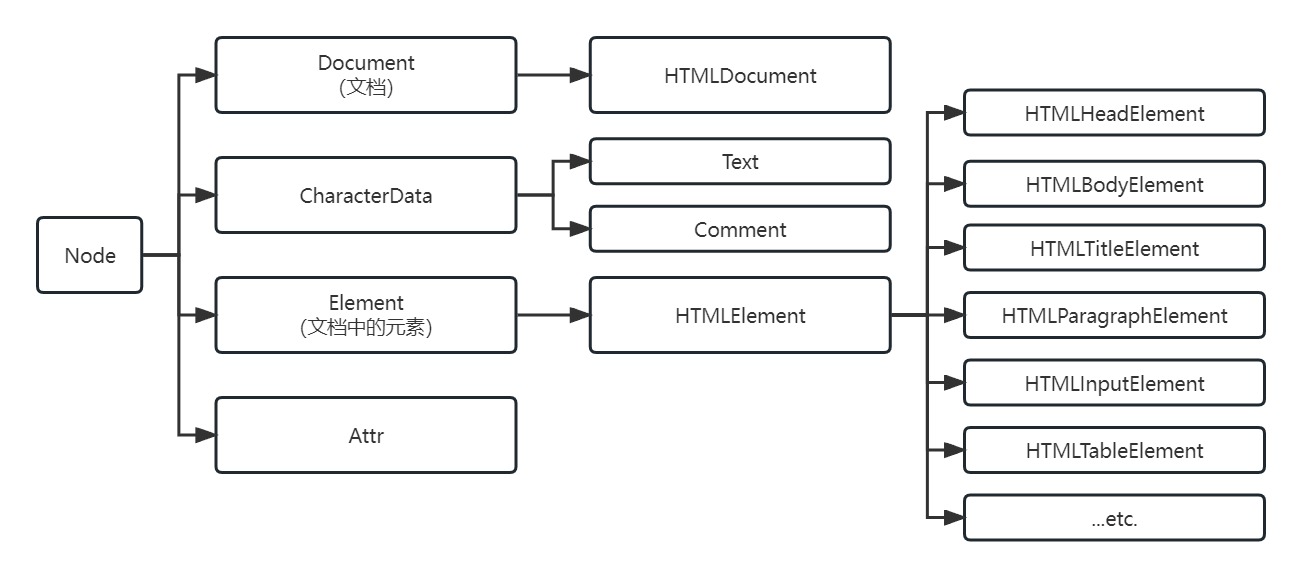 Node
Document
(文档)
CharacterData
Element
(文档中的元素)
Attr
HTMLDocument
Text
Comment
HTMLElement
HTMLHeadElement
HTMLBodyElement
HTMLTitleElement
HTMLParagraphElement
HTMLInputElement
HTMLTableElement
...etc.